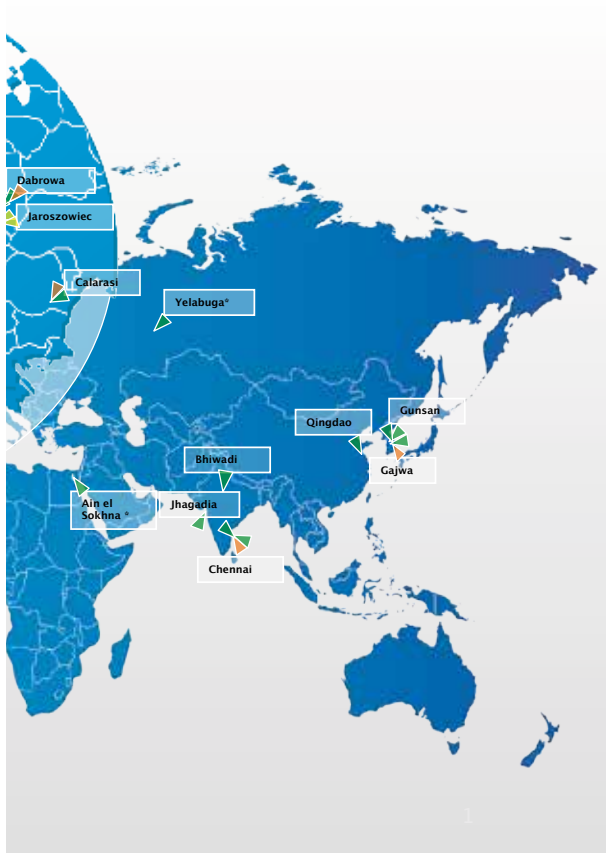 Dabrowa
Jaroszowiec
Calarasi
Yelabuga*
Gunsan
Qingdao
Bhiwadi
Gajwa
Ain el
Sokhna *
Jhagadia
Chennai
1